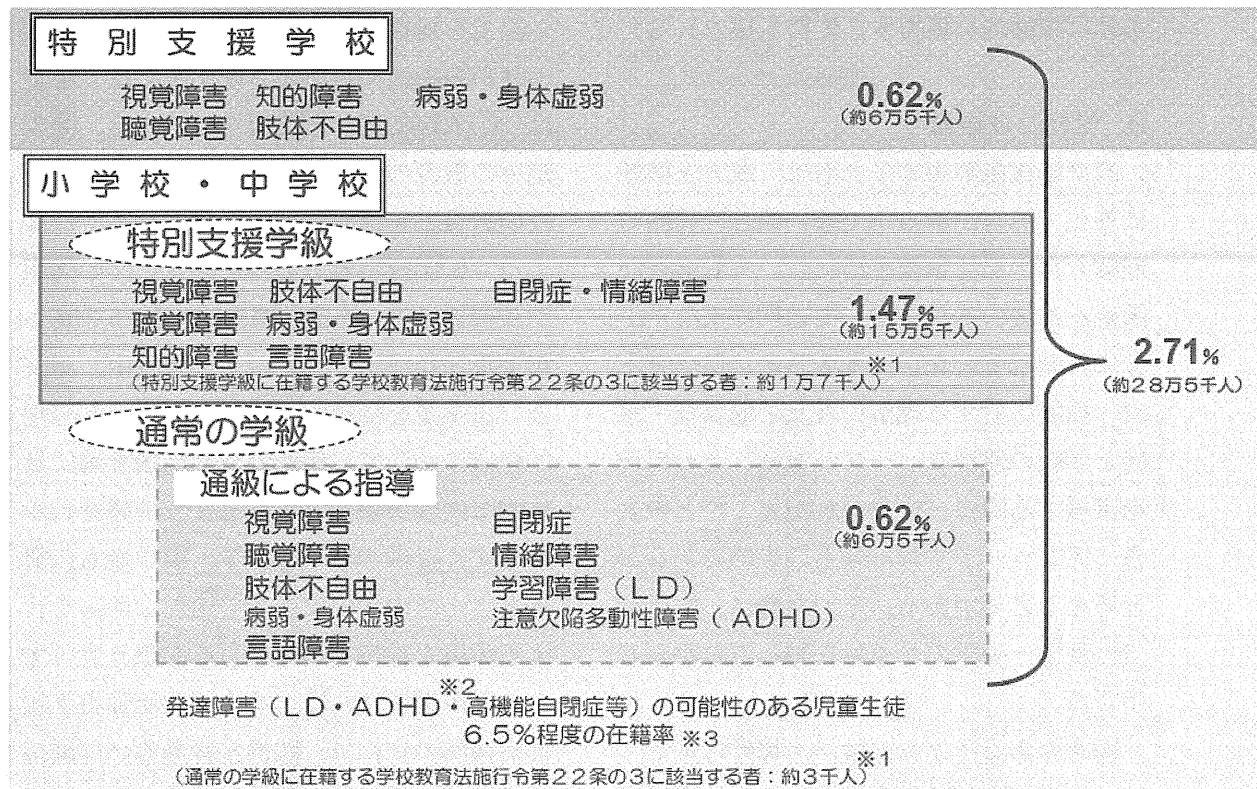 特別支援学校
視覚障害 知的障害 病弱・身体虚弱
聴覚障害 肢体不自由
0.62%
(約6万5千人)
小学校・中学校
特別支援学級
視覚障害 肢体不自由 自閉症・情緒障害
聴覚障害 病弱・身体虚弱
知的障害 言語障害
1.47%
(約15万5千人)
(特別支援学級に在籍する学校教育法施行令第22条の3に該当する者:約1万7千人)※1
2.71%
(約28万5千人)
通常の学級
通級による指導
視覚障害 自閉症
聴覚障害 情緒障害
肢体不自由 学習障害(LD)
病弱・身体虚弱 注意欠陥多動性障害(ADHD)
言語障害
0.62%
(約6万5千人)
発達障害(LD・ADHD・高機能自閉症等)の可能性のある児童生徒 ※2
6.5%程度の在籍率 ※3
(通常の学級に在籍する学校教育法施行令第22条の3に該当する者:約3千人)※1